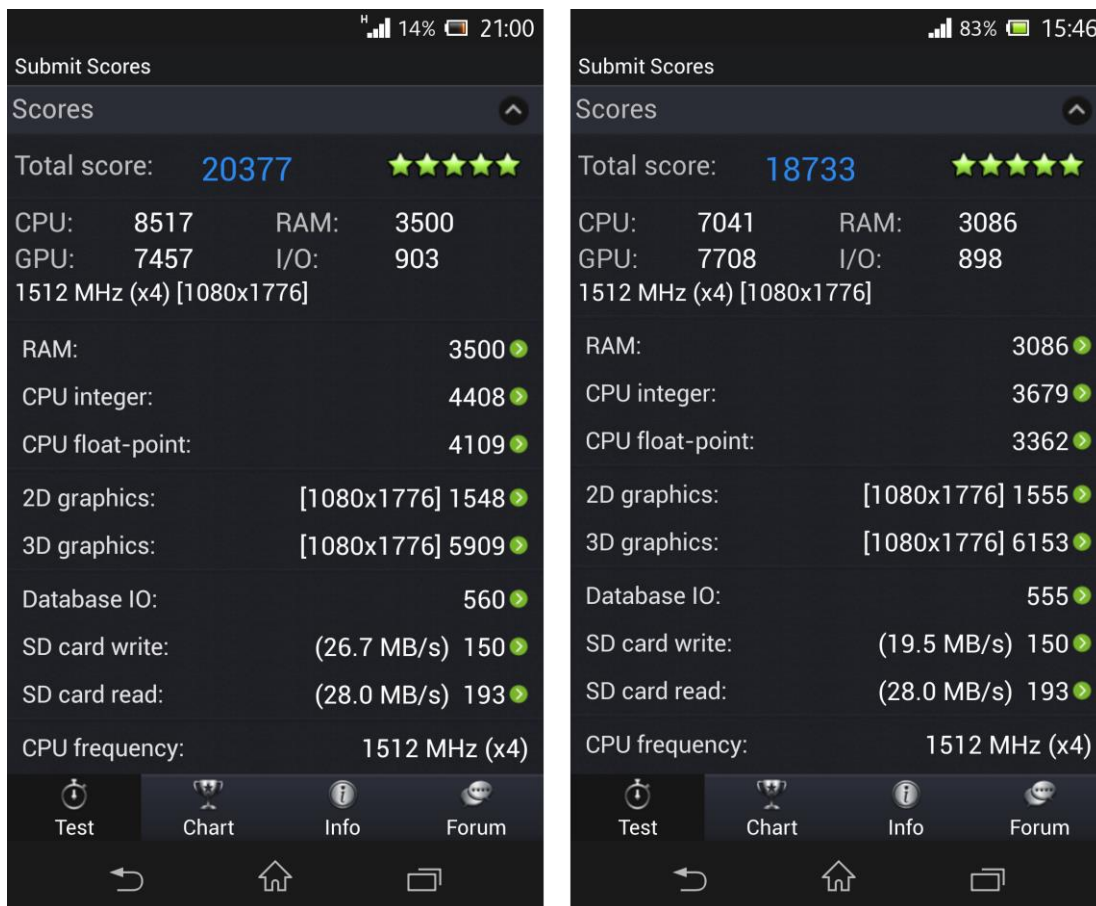 H 14% 21:00
Submit Scores
Scores
Total score: 20377
CPU: 8517 RAM: 3500
GPU: 7457 I/O: 903
1512 MHz (x4) [1080x1776]
RAM: 3500
CPU integer: 4408
CPU float-point: 4109
2D graphics: [1080x1776] 1548
3D graphics: [1080x1776] 5909
Database IO: 560
SD card write: (26.7 MB/s) 150
SD card read: (28.0 MB/s) 193
CPU frequency: 1512 MHz (x4)
Test Chart Info Forum
83% 15:46
Submit Scores
Scores
Total score: 18733
CPU: 7041 RAM: 3086
GPU: 7708 I/O: 898
1512 MHz (x4) [1080x1776]
RAM: 3086
CPU integer: 3679
CPU float-point: 3362
2D graphics: [1080x1776] 1555
3D graphics: [1080x1776] 6153
Database IO: 555
SD card write: (19.5 MB/s) 150
SD card read: (28.0 MB/s) 193
CPU frequency: 1512 MHz (x4)
Test Chart Info Forum